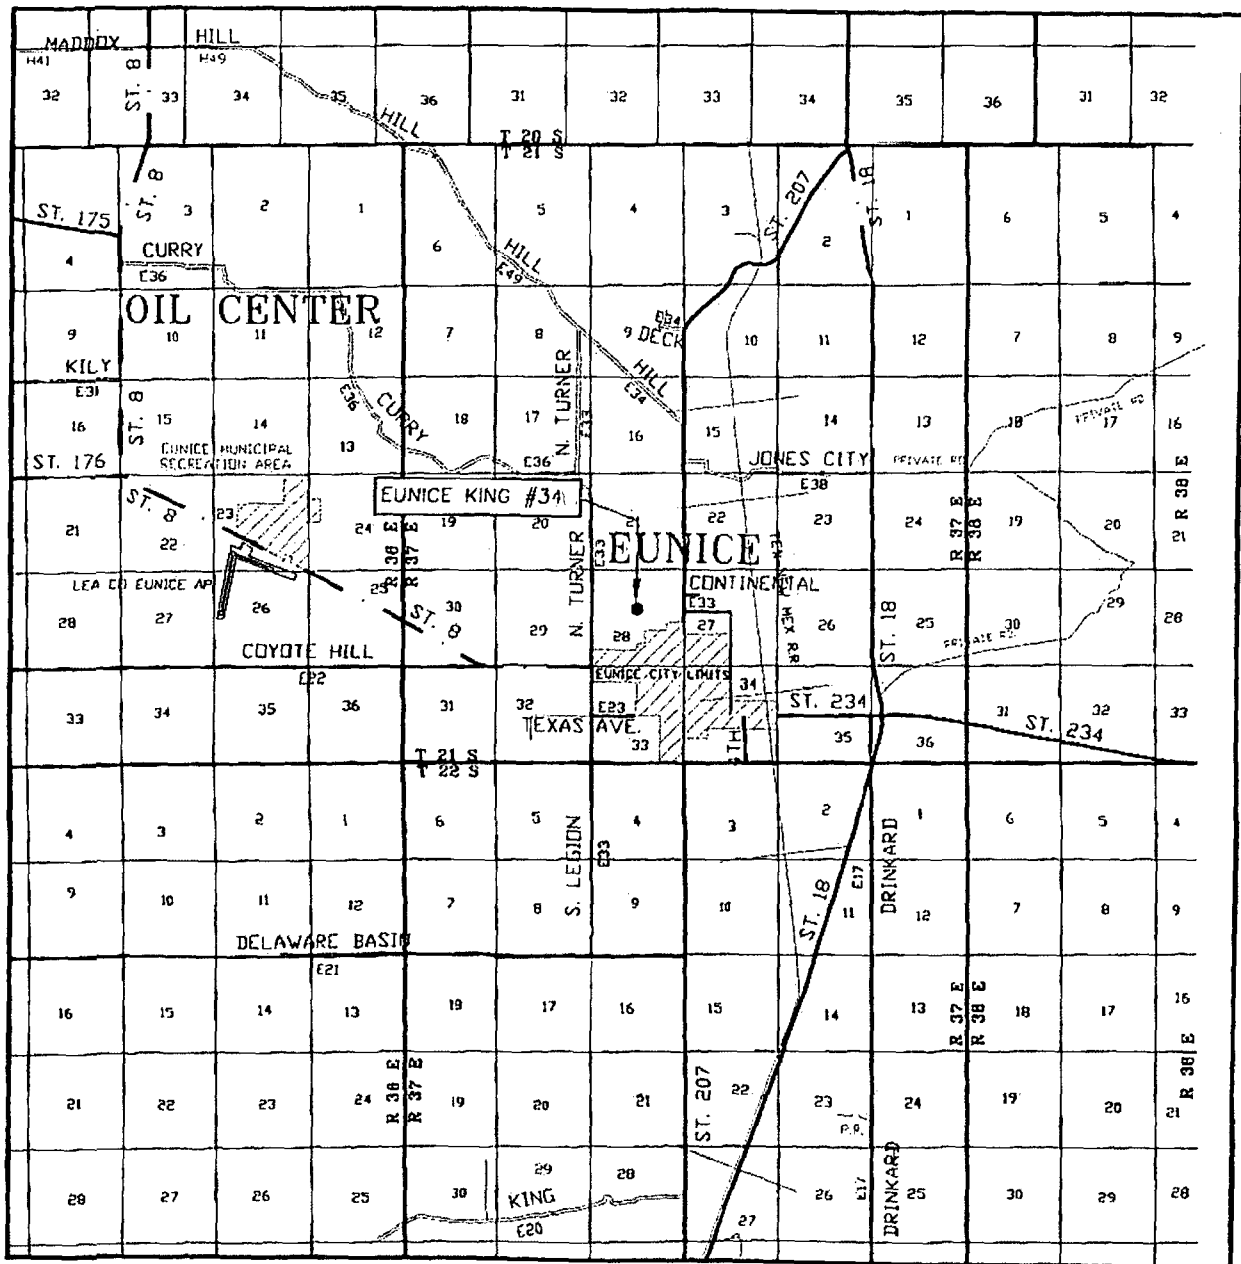 MADDOX HILL
H41 H49
ST. 8
32 33 34 35 36 31 32 33 34 35 36 31 32
HILL
T 20 S
T 21 S
ST. 8
ST. 207
ST. 18
ST. 175
3 2 1 5 4 3 1 6 5 4
6 2
4
CURRY
E36
HILL
E49
OIL CENTER
E34
DECK
9 10 11 12 7 8 9 10 11 12 7 8 9
KILY
E31
N. TURNER
HILL
E34
ST. 8
E36
CURRY
E33
PRIVATE RD
16 15 14 13 18 17 16 15 14 13 18 17 16
EUNICE MUNICIPAL
RECREATION AREA
ST. 176
E36
JONES CITY
E38
PRIVATE RD
R 38 E
ST. 8
EUNICE KING #34
21 22 23 24 19 20 21 22 23 24 19 20 21
R 36 E
R 37 E
R 37 E
R 38 E
E33
EUNICE
LEA CO EUNICE AP
CONTINENTAL
E33
N. TURNER
TEX NEW MEX R.R
ST. 8
ST. 18
28 27 26 25 30 29 28 27 26 25 30 29 28
PRIVATE RD.
COYOTE HILL
E22
EUNICE CITY LIMITS
33 34 35 36 31 32 33 34 35 36 31 32 33
E23
TEXAS AVE.
ST. 234
ST. 234
T 21 S
T 22 S
4 3 2 1 6 5 4 3 2 1 6 5 4
S. LEGION
E33
DRINKARD
E17
ST. 18
9 10 11 12 7 8 9 10 11 12 7 8 9
DELAWARE BASIN
E21
16 15 14 13 18 17 16 15 14 13 18 17 16
R 37 E
R 38 E
R 38 E
R 36 E
R 37 E
ST. 207
21 22 23 24 19 20 21 22 23 24 19 20 21
P.R.
28 27 26 25 30 29 28 27 26 25 30 29 28
KING
E20
E17
DRINKARD